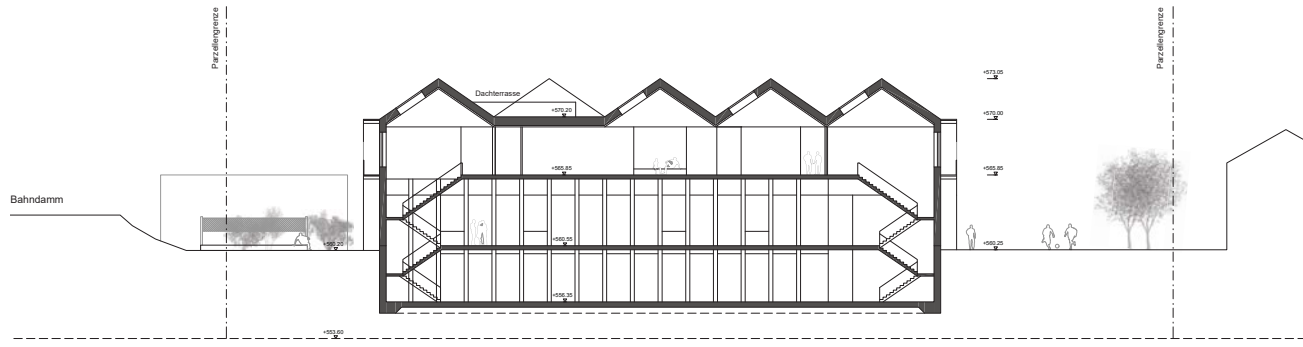 Parzellengrenze
Parzellengrenze
+573.05
Dachterrasse
+570.20
+570.00
+565.85
+565.85
Bahndamm
+560.20
+560.55
+560.25
+556.35
+553.60